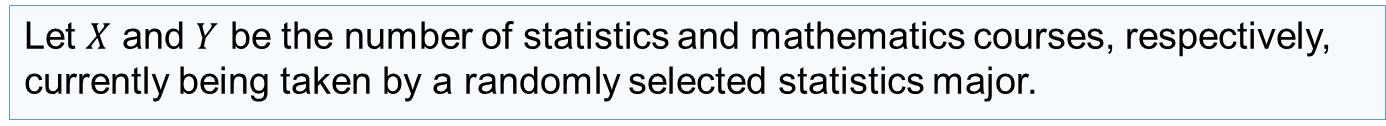 Let X and Y be the number of statistics and mathematics courses, respectively,
currently being taken by a randomly selected statistics major.